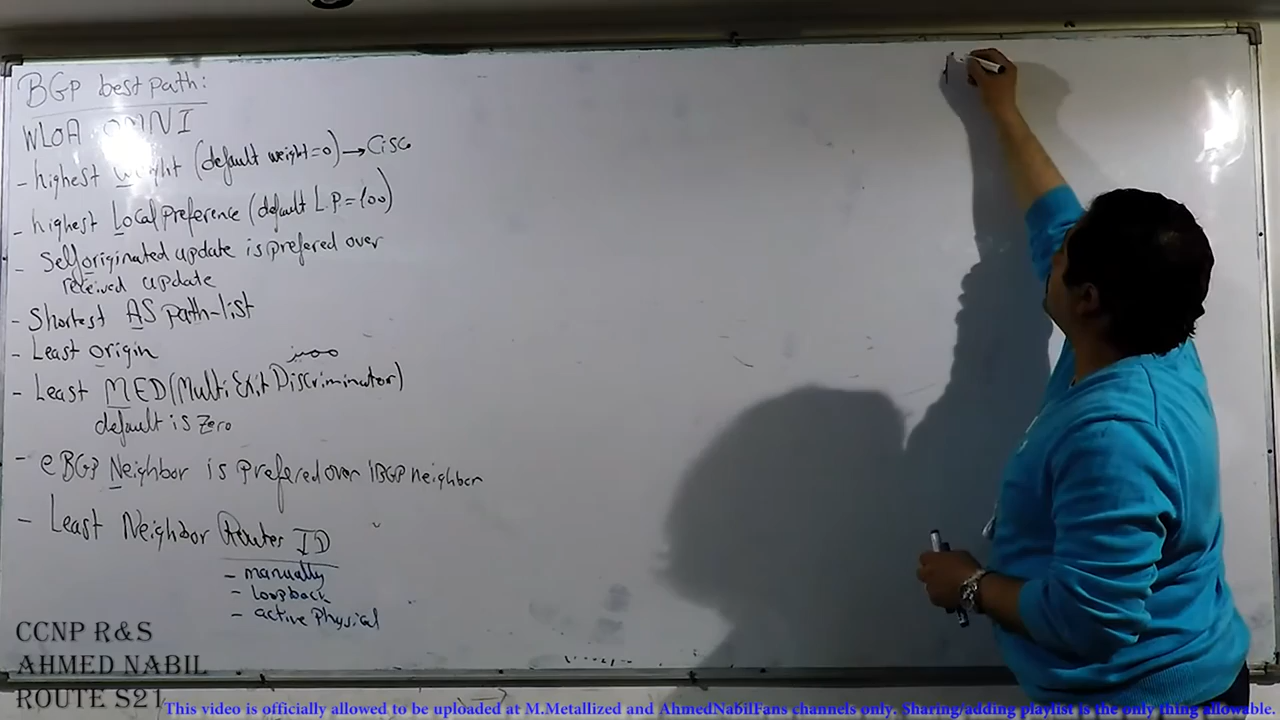 BGP best path:
WLOA OMNI
- highest weight (default weight=0) → Cisco
- highest Local preference (default L.P=100)
- Self originated update is prefered over
received update
- Shortest AS path-list
- Least origin
- Least MED (Multi Exit Discriminator)
default is Zero
- eBGP Neighbor is prefered over IBGP neighbor
- Least Neighbor Router ID
- manually
- Loopback
- active Physical
CCNP R&S
AHMED NABIL
ROUTE S21
This video is officially allowed to be uploaded at M.Metallized and AhmedNabilFans channels only. Sharing/adding playlist is the only thing allowable.